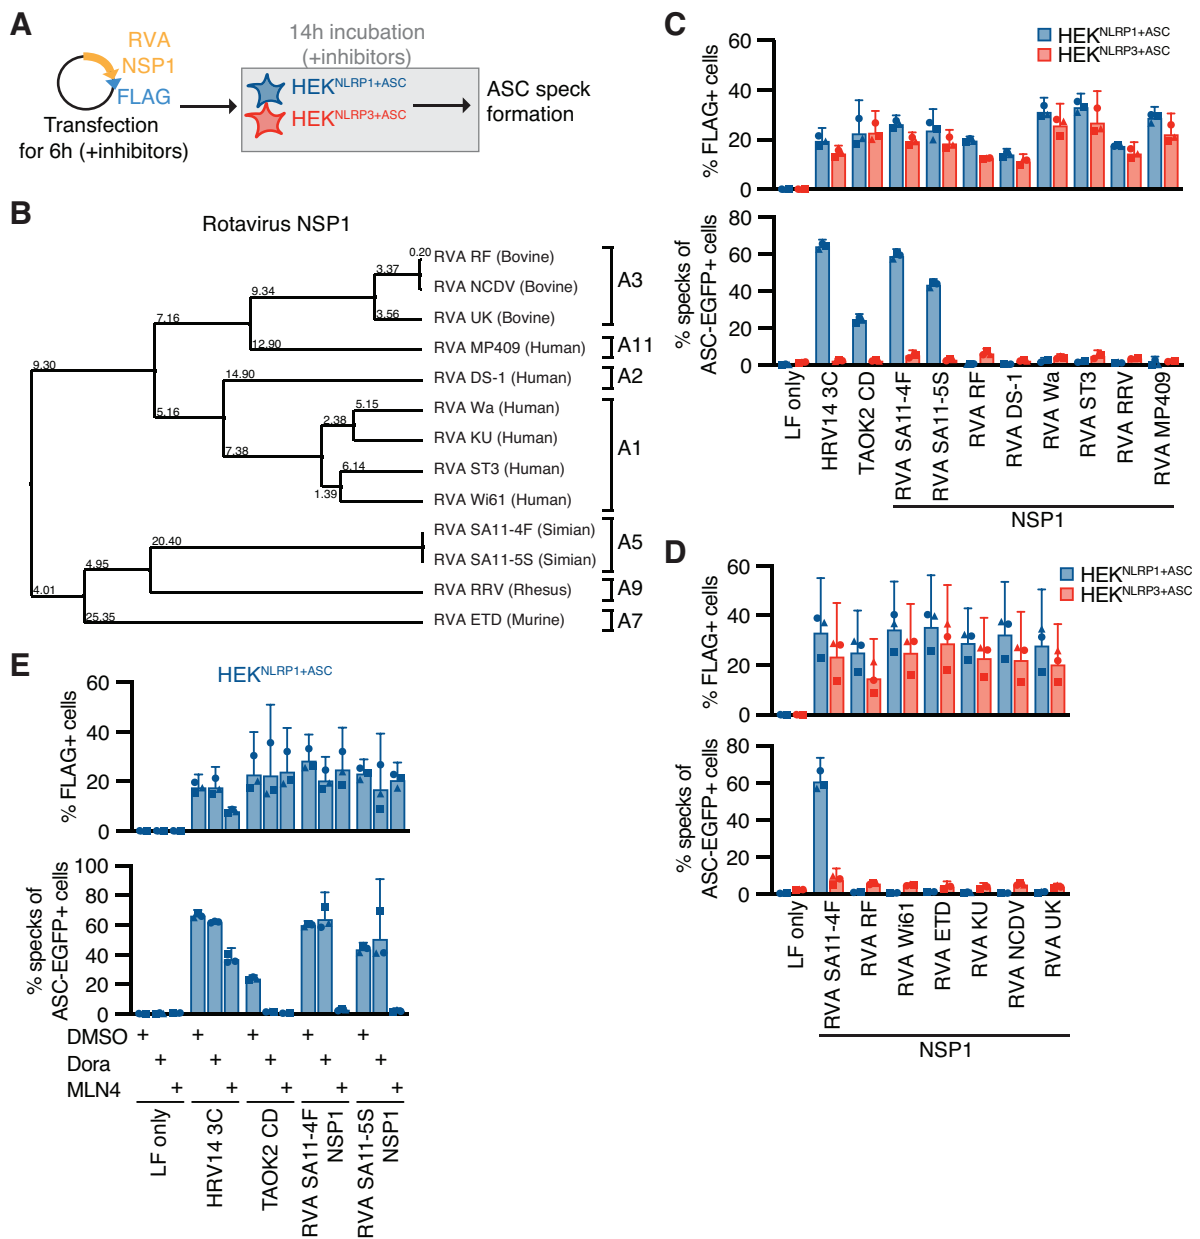 A
RVA
NSP1
FLAG
Transfection
for 6h (+inhibitors)
14h incubation
(+inhibitors)
HEKNLRP1+ASC
HEKNLRP3+ASC
ASC speck
formation
B
Rotavirus NSP1
0.20
RVA RF (Bovine)
3.37
RVA NCDV (Bovine)
A3
9.34
3.56
RVA UK (Bovine)
7.16
12.90
RVA MP409 (Human)
A11
9.30
14.90
RVA DS-1 (Human)
A2
5.16
5.15
RVA Wa (Human)
2.38
RVA KU (Human)
A1
7.38
6.14
RVA ST3 (Human)
1.39
RVA Wi61 (Human)
RVA SA11-4F (Simian)
20.40
A5
RVA SA11-5S (Simian)
4.95
4.01
RVA RRV (Rhesus)
A9
25.35
RVA ETD (Murine)
A7
C
HEKNLRP1+ASC
HEKNLRP3+ASC
% FLAG+ cells
60
40
20
0
% specks of
ASC-EGFP+ cells
80
60
40
20
0
LF only
HRV14 3C
TAOK2 CD
RVA SA11-4F
RVA SA11-5S
RVA RF
RVA DS-1
RVA Wa
RVA ST3
RVA RRV
RVA MP409
NSP1
D
HEKNLRP1+ASC
HEKNLRP3+ASC
% FLAG+ cells
60
40
20
0
% specks of
ASC-EGFP+ cells
80
60
40
20
0
LF only
RVA SA11-4F
RVA RF
RVA Wi61
RVA ETD
RVA KU
RVA NCDV
RVA UK
NSP1
E
HEKNLRP1+ASC
% FLAG+ cells
60
40
20
0
% specks of
ASC-EGFP+ cells
100
80
60
40
20
0
DMSO + + + + +
Dora + + + + +
MLN4 + + + + +
LF only
HRV14 3C
TAOK2 CD
RVA SA11-4F
NSP1
RVA SA11-5S
NSP1